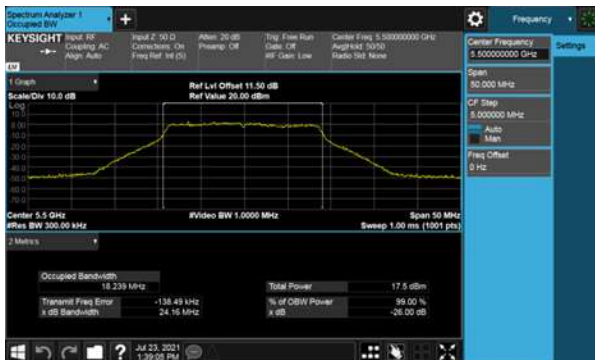 Spectrum Analyzer 1
Occupied BW
+
Frequency
KEYSIGHT
Input: RF
Coupling: AC
Align: Auto
Input Z: 50 Ω
Corrections: On
Freq Ref: Int (S)
Atten: 20 dB
Preamp: Off
Trig: Free Run
Gate: Off
#IF Gain: Low
Center Freq: 5.500000000 GHz
Avg|Hold: 50/50
Radio Std: None
LXI
1 Graph
Scale/Div 10.0 dB
Ref Lvl Offset 11.50 dB
Ref Value 20.00 dBm
Log
10.0
0.00
-10.0
-20.0
-30.0
-40.0
-50.0
-60.0
-70.0
Center 5.5 GHz
#Res BW 300.00 kHz
#Video BW 1.0000 MHz
Span 50 MHz
Sweep 1.00 ms (1001 pts)
2 Metrics
Occupied Bandwidth
18.239 MHz
Total Power 17.5 dBm
Transmit Freq Error -138.49 kHz
% of OBW Power 99.00 %
x dB Bandwidth 24.16 MHz
x dB -26.00 dB
Center Frequency
5.500000000 GHz
Settings
Span
50.000 MHz
CF Step
5.000000 MHz
Auto
Man
Freq Offset
0 Hz
?
Jul 23, 2021
1:39:05 PM